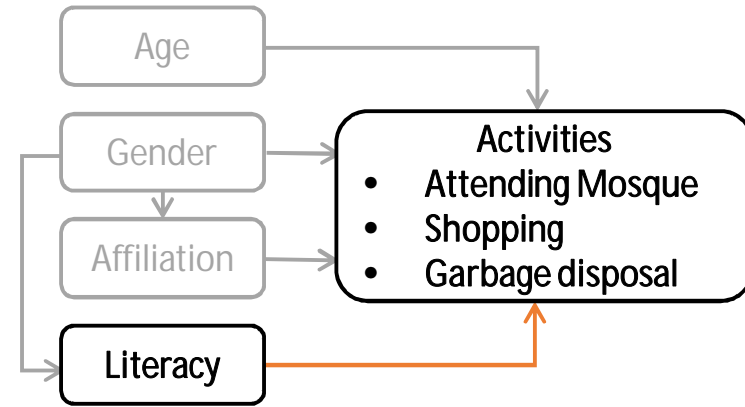 Age
Gender
Affiliation
Literacy
Activities
• Attending Mosque
• Shopping
• Garbage disposal